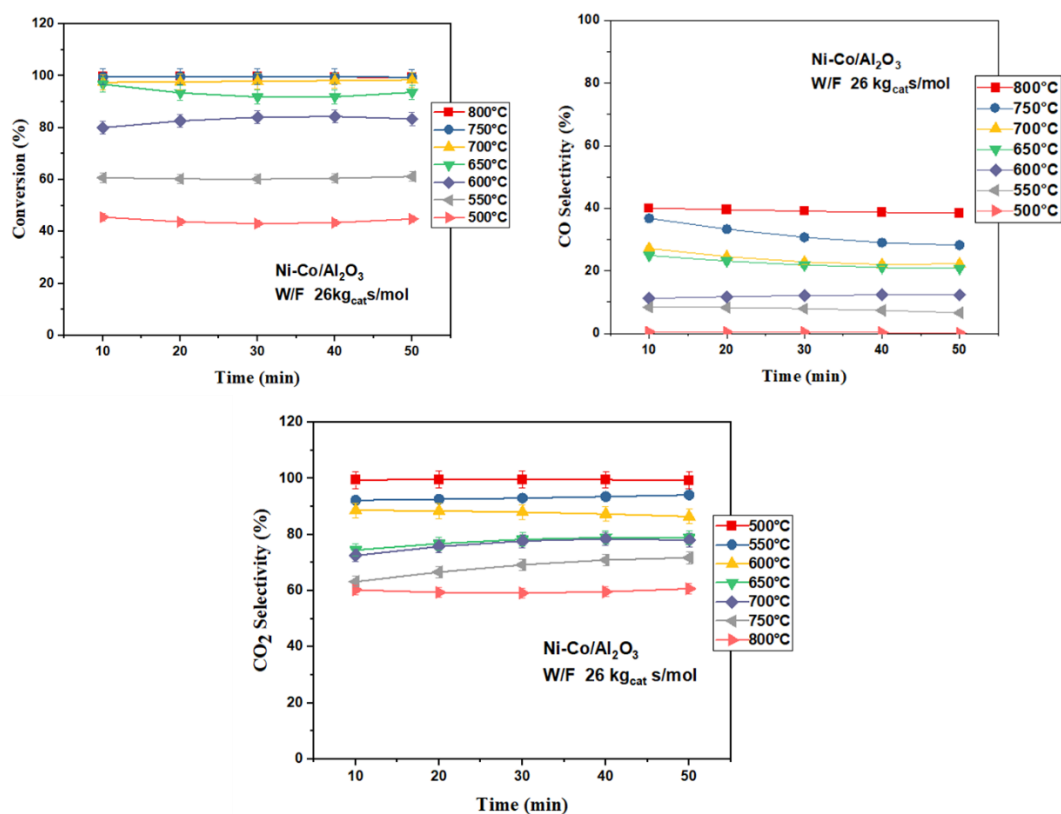 120
100
80
60
40
20
0
Conversion (%)
10 20 30 40 50
Time (min)
Ni-Co/Al₂O₃
W/F 26kg_cats/mol
800°C
750°C
700°C
650°C
600°C
550°C
500°C
100
80
60
40
20
0
CO Selectivity (%)
10 20 30 40 50
Time (min)
Ni-Co/Al₂O₃
W/F 26 kg_cats/mol
800°C
750°C
700°C
650°C
600°C
550°C
500°C
120
100
80
60
40
20
0
CO₂ Selectivity (%)
10 20 30 40 50
Time (min)
Ni-Co/Al₂O₃
W/F 26 kg_cat s/mol
500°C
550°C
600°C
650°C
700°C
750°C
800°C